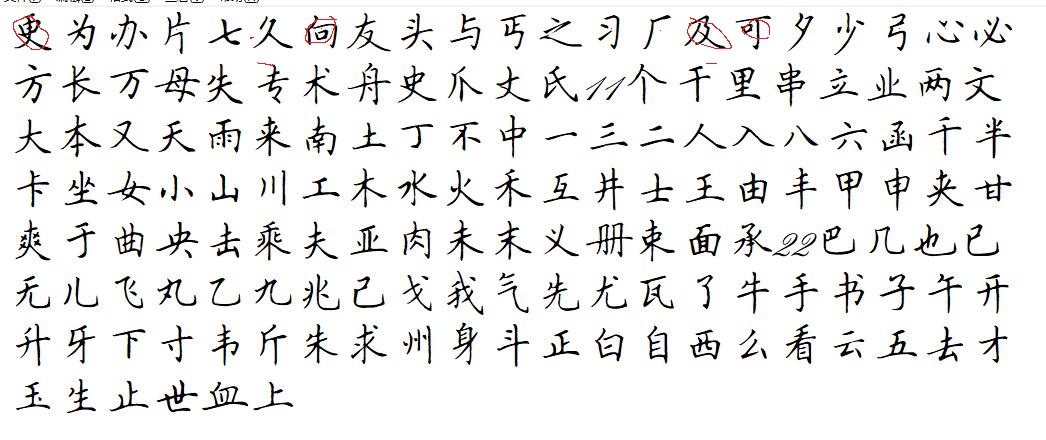 更为办片七久向友头与丐之习厂及可夕少弓心必
方长万母失专术舟史爪丈氏11个干里串立业两文
大本又天雨来南土丁不中一三二人入八六函千半
卡坐女小山川工木水火禾互井士王由丰甲申夹甘
爽于曲央击乘夫亚肉未末义册束面承22巴几也已
无儿飞丸乙九兆己戈我气先尤瓦了牛手书子午开
升牙下寸韦斤朱求州身斗正臼自西么看云五去才
玉生止世血上